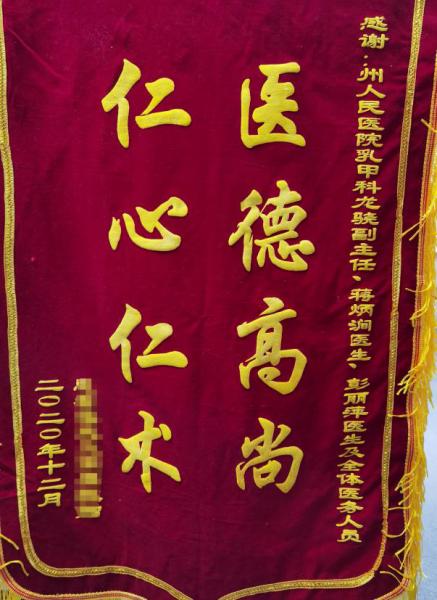 感谢:州人民医院乳甲科龙骁副主任、蒋炳涧医生、彭丽萍医生及全体医务人员
医德高尚
仁心仁术
二〇二〇年十二月